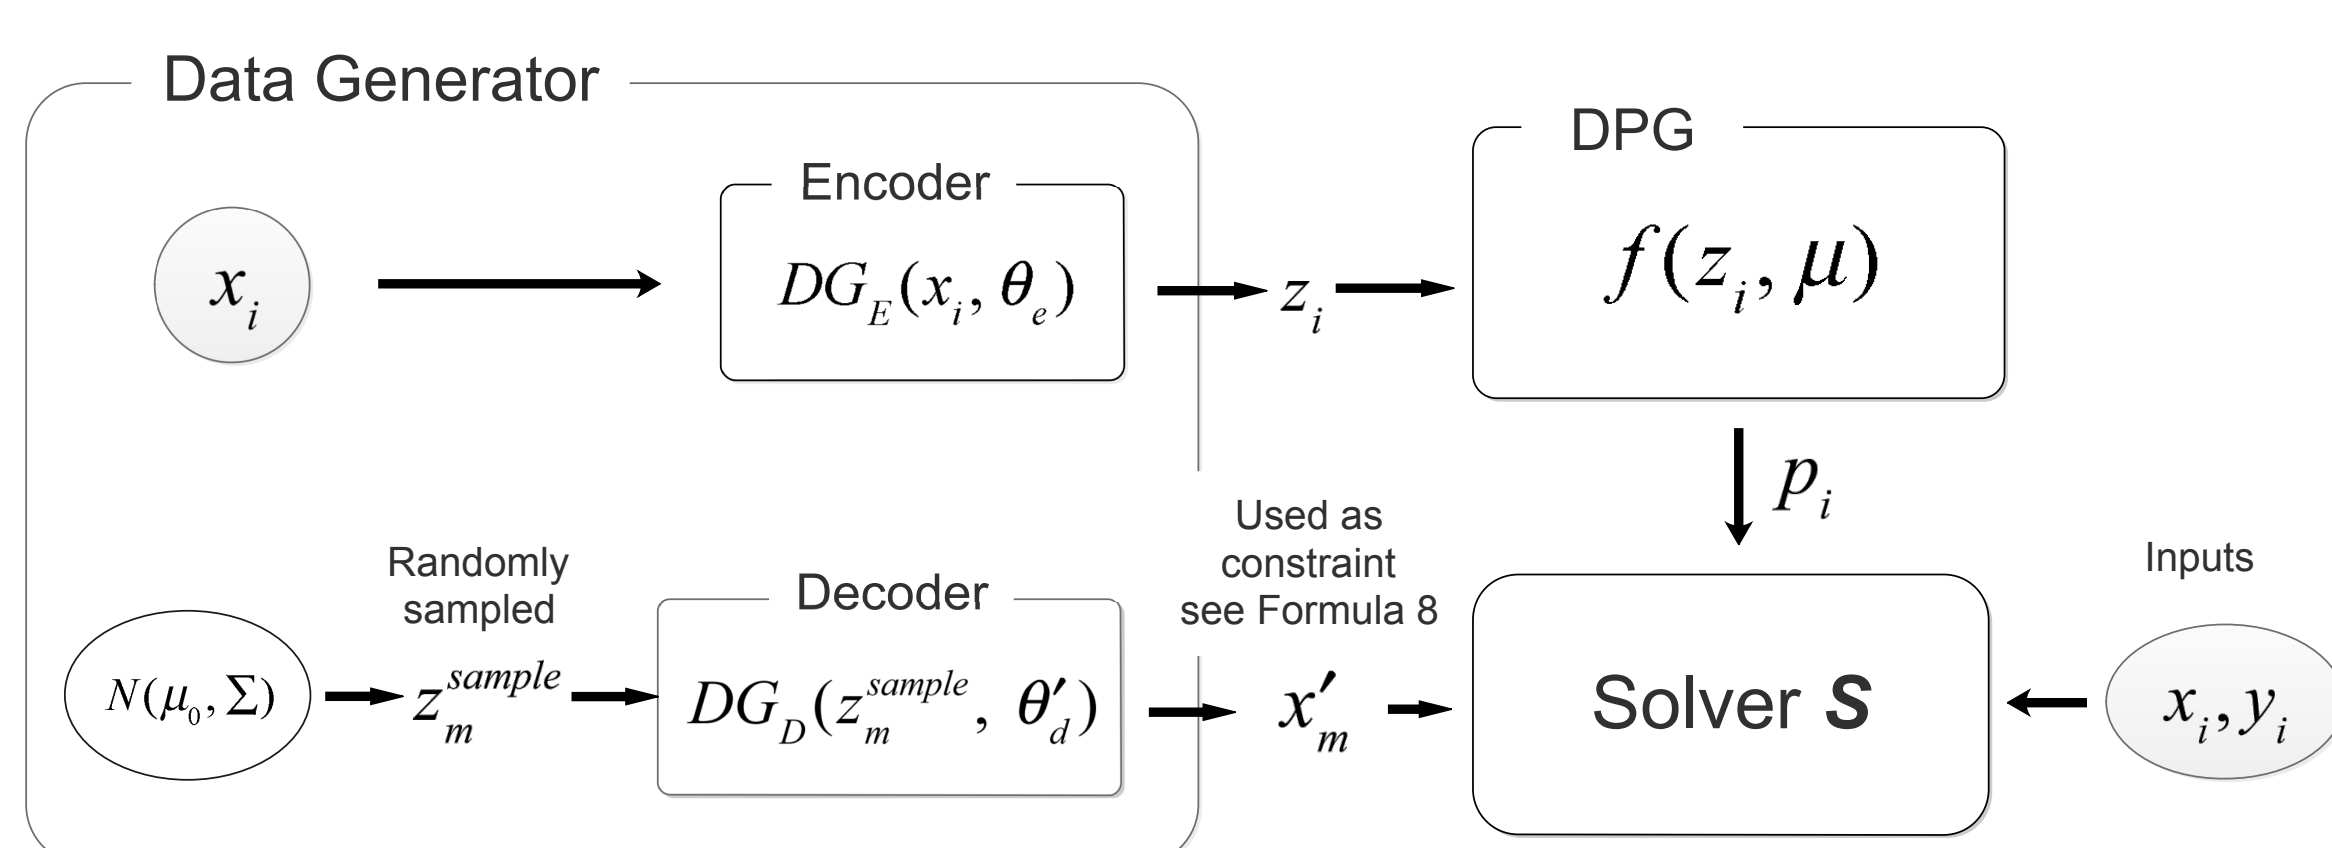 Data Generator
DPG
Encoder
x_i
DG_E(x_i, θ_e)
z_i
f(z_i, μ)
p_i
Used as
constraint
see Formula 8
Inputs
Randomly
sampled
Decoder
N(μ_0, Σ)
z_m^{sample}
DG_D(z_m^{sample}, θ'_d)
x'_m
Solver S
x_i, y_i